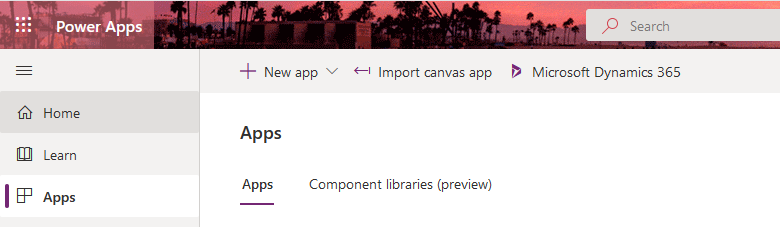 Power Apps
Search
New app
Import canvas app
Microsoft Dynamics 365
Home
Learn
Apps
Apps
Apps
Component libraries (preview)